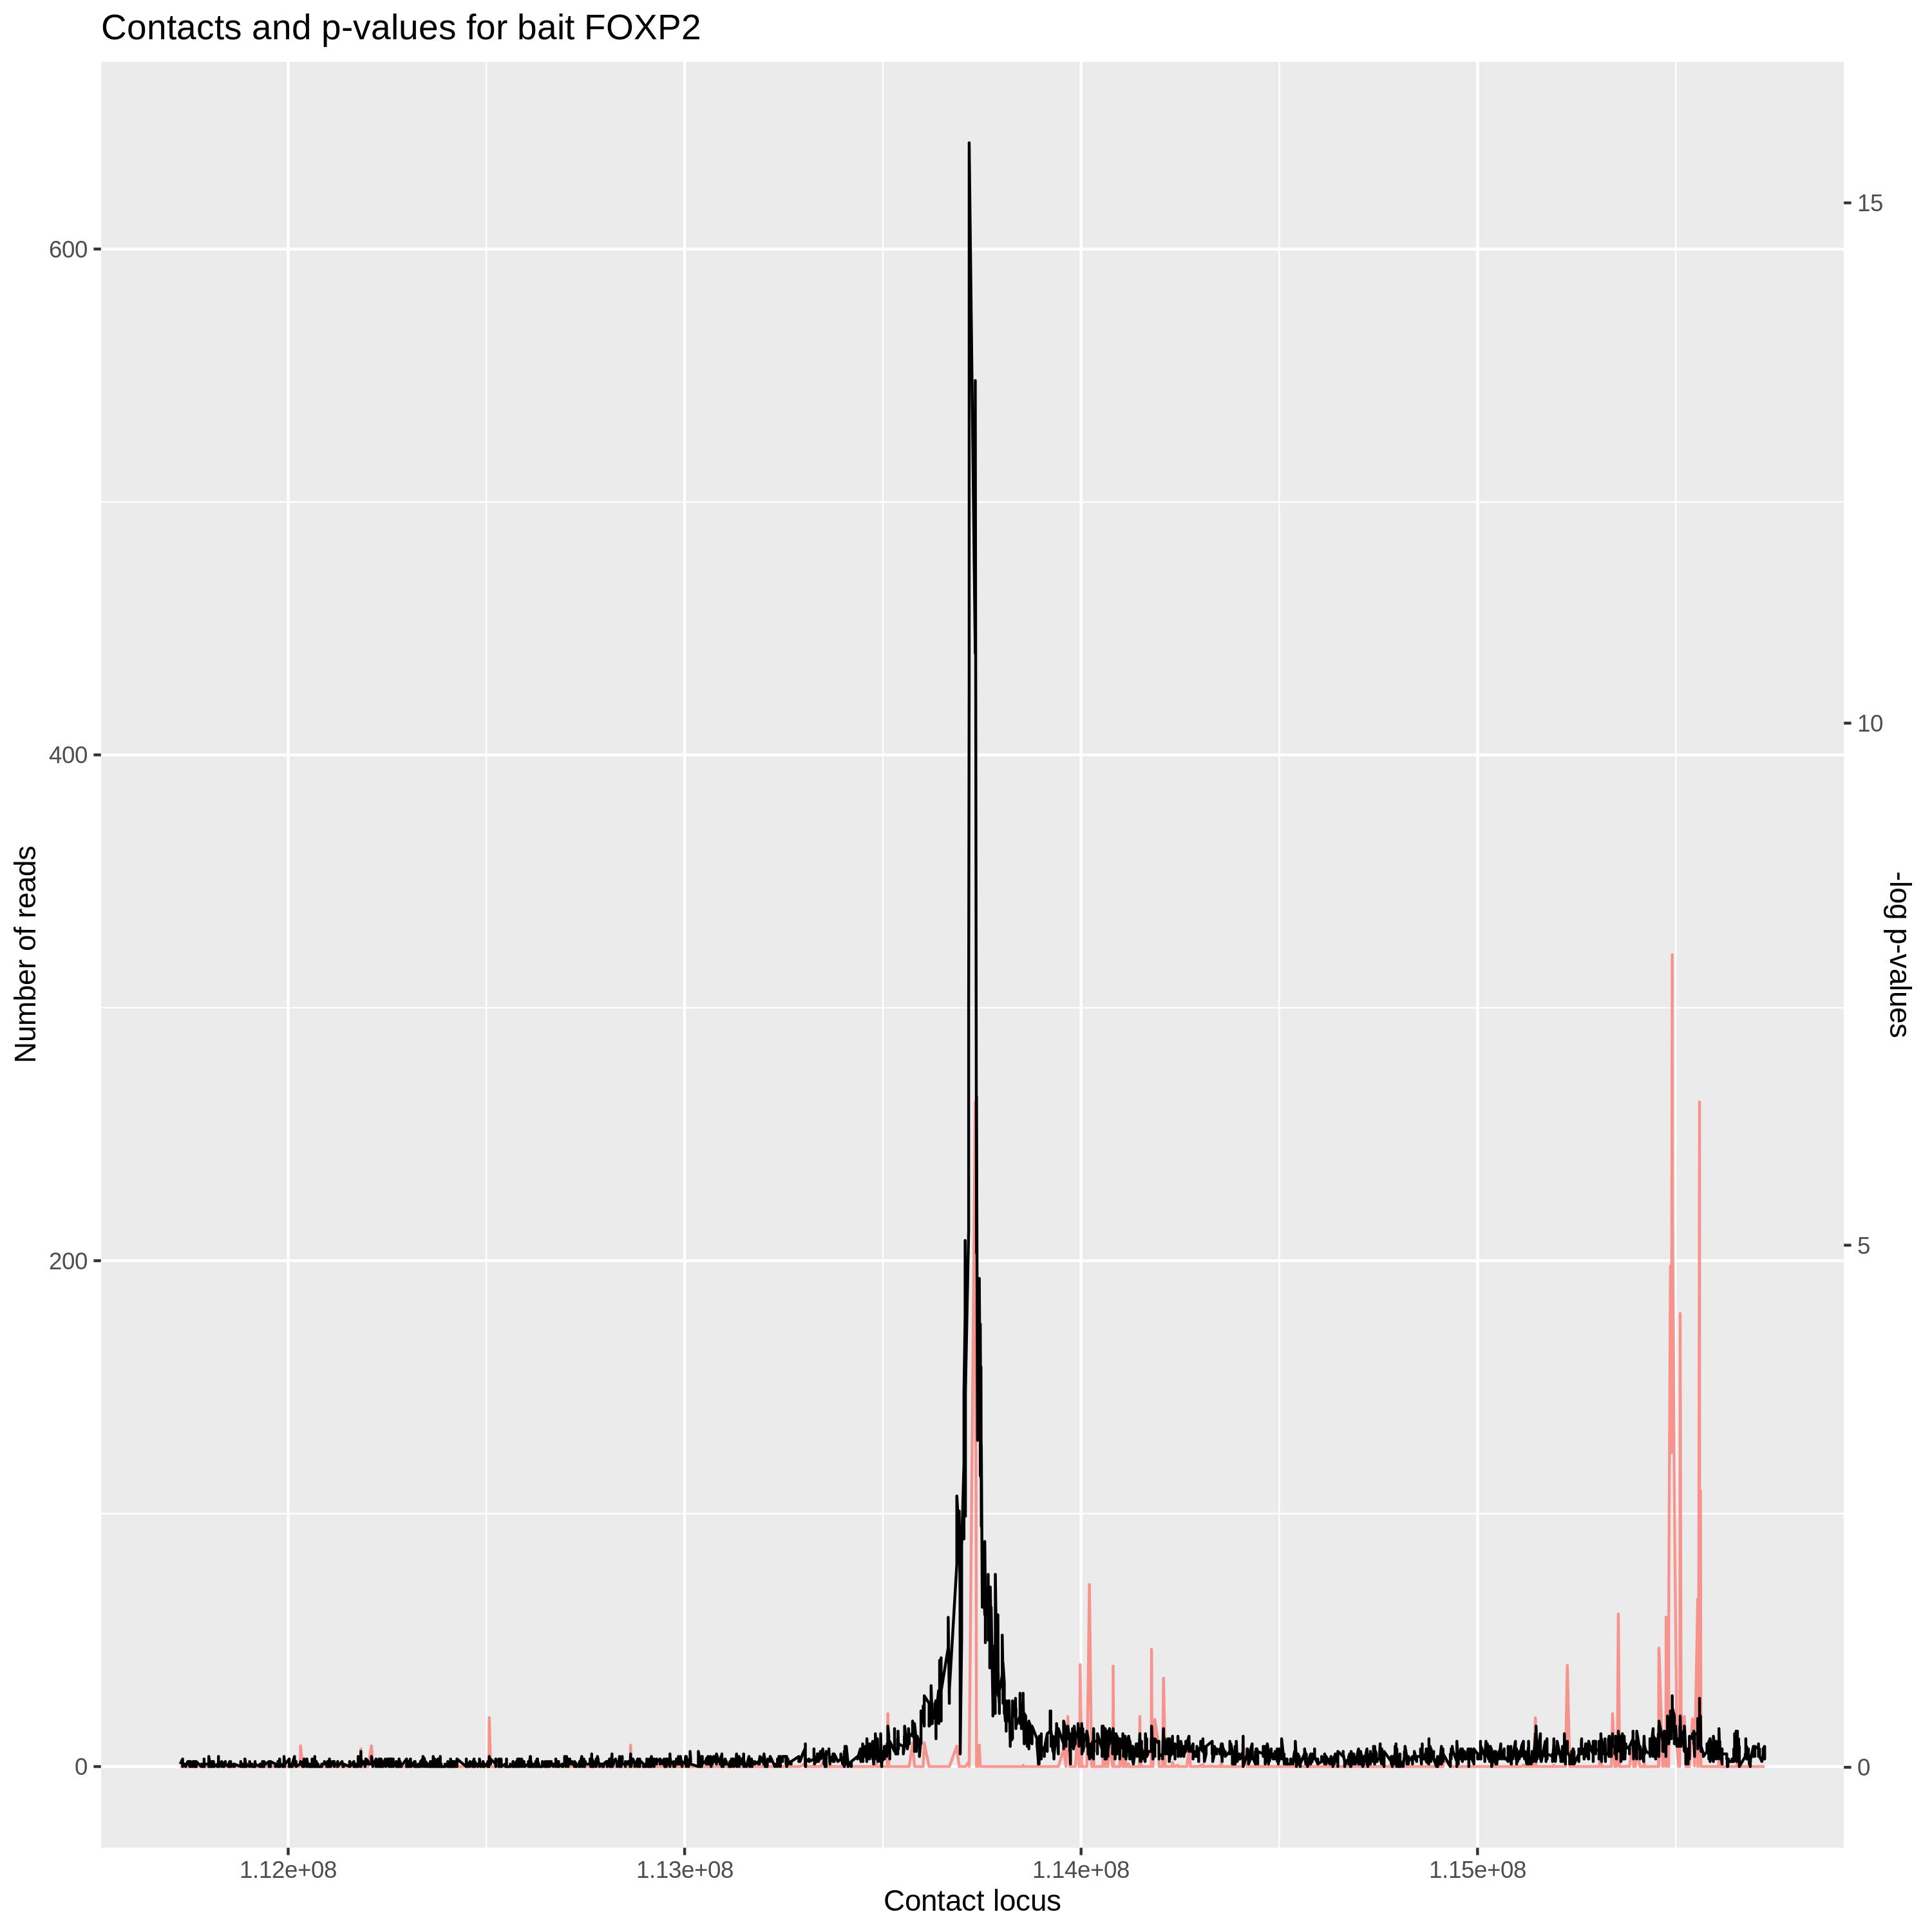 Contacts and p-values for bait FOXP2
600
400
200
0
Number of reads
15
10
5
0
-log p-values
1.12e+08
1.13e+08
1.14e+08
1.15e+08
Contact locus